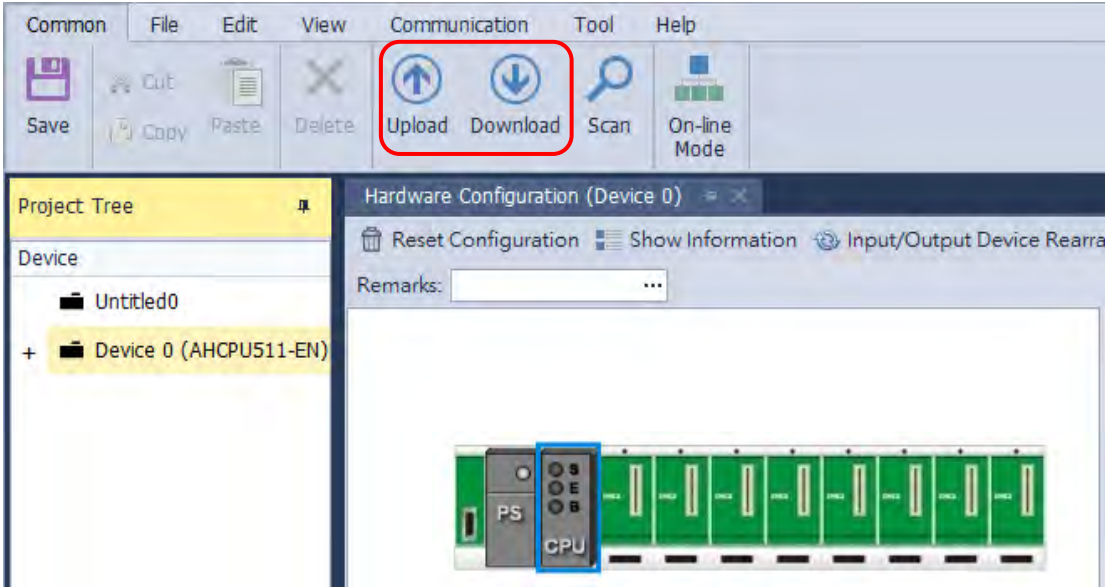 Common File Edit View Communication Tool Help
Cut
Copy
Save Paste Delete Upload Download Scan On-line
Mode
Project Tree
Hardware Configuration (Device 0)
Reset Configuration Show Information Input/Output Device Rearra
Device
Remarks: ...
Untitled0
+ Device 0 (AHCPU511-EN)
S
E
B
PS
CPU